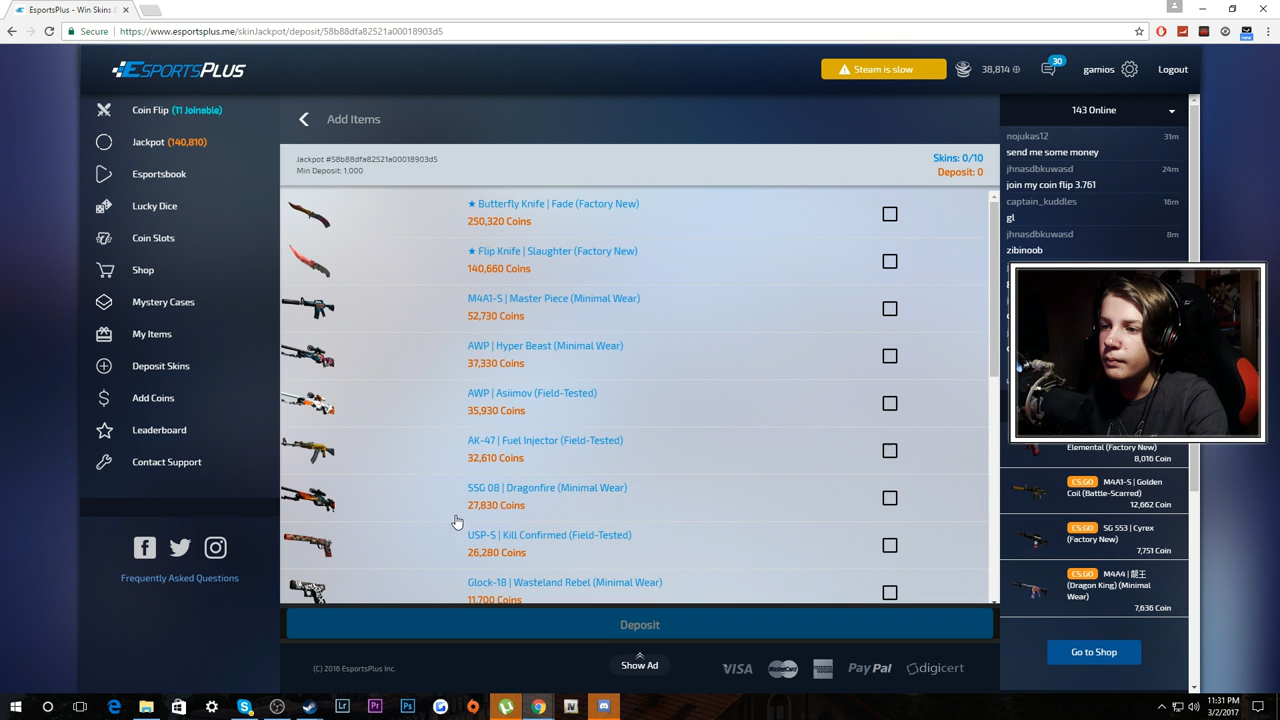 EsportsPlus - Win Skins
Secure
https://www.esportsplus.me/skinJackpot/deposit/58b88dfa82521a00018903d5
new
ESPORTSPLUS
Steam is slow
38,814
30
gamios
Logout
Coin Flip (11 Joinable)
Jackpot (140,810)
Esportsbook
Lucky Dice
Coin Slots
Shop
Mystery Cases
My Items
Deposit Skins
Add Coins
Leaderboard
Contact Support
Frequently Asked Questions
Add Items
Jackpot #58b88dfa82521a00018903d5
Min Deposit: 1,000
Skins: 0/10
Deposit: 0
★ Butterfly Knife | Fade (Factory New)
250,320 Coins
★ Flip Knife | Slaughter (Factory New)
140,660 Coins
M4A1-S | Master Piece (Minimal Wear)
52,730 Coins
AWP | Hyper Beast (Minimal Wear)
37,330 Coins
AWP | Asiimov (Field-Tested)
35,930 Coins
AK-47 | Fuel Injector (Field-Tested)
32,610 Coins
SSG 08 | Dragonfire (Minimal Wear)
27,830 Coins
USP-S | Kill Confirmed (Field-Tested)
26,280 Coins
Glock-18 | Wasteland Rebel (Minimal Wear)
11,700 Coins
Deposit
(C) 2016 EsportsPlus Inc.
Show Ad
VISA
MasterCard
PayPal
digicert
143 Online
nojukas12 31m
send me some money
jhnasdbkuwasd 24m
join my coin flip 3.761
captain_kuddles 16m
gl
jhnasdbkuwasd 8m
zibinoob
Elemental (Factory New)
8,016 Coin
CS:GO M4A1-S | Golden
Coil (Battle-Scarred)
12,662 Coin
CS:GO SG 553 | Cyrex
(Factory New)
7,751 Coin
CS:GO M4A4 | 龍王
(Dragon King) (Minimal
Wear)
7,636 Coin
Go to Shop
Lr
Pr
Ps
11:31 PM
3/2/2017